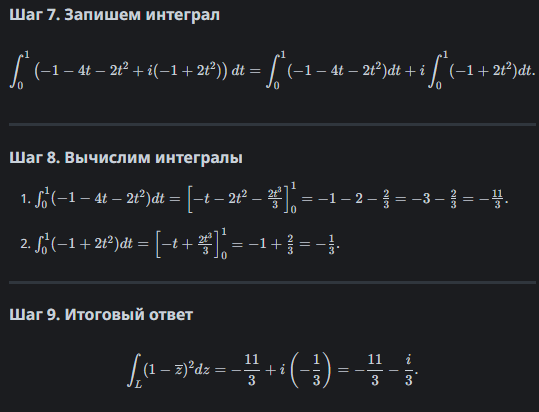 Шаг 7. Запишем интеграл
∫₀¹ (−1 − 4t − 2t² + i(−1 + 2t²)) dt = ∫₀¹ (−1 − 4t − 2t²)dt + i ∫₀¹ (−1 + 2t²)dt.
Шаг 8. Вычислим интегралы
1. ∫₀¹(−1 − 4t − 2t²)dt = [−t − 2t² − 2t³/3]₀¹ = −1 − 2 − 2/3 = −3 − 2/3 = −11/3.
2. ∫₀¹(−1 + 2t²)dt = [−t + 2t³/3]₀¹ = −1 + 2/3 = −1/3.
Шаг 9. Итоговый ответ
∫_L (1 − z̅)²dz = −11/3 + i(−1/3) = −11/3 − i/3.